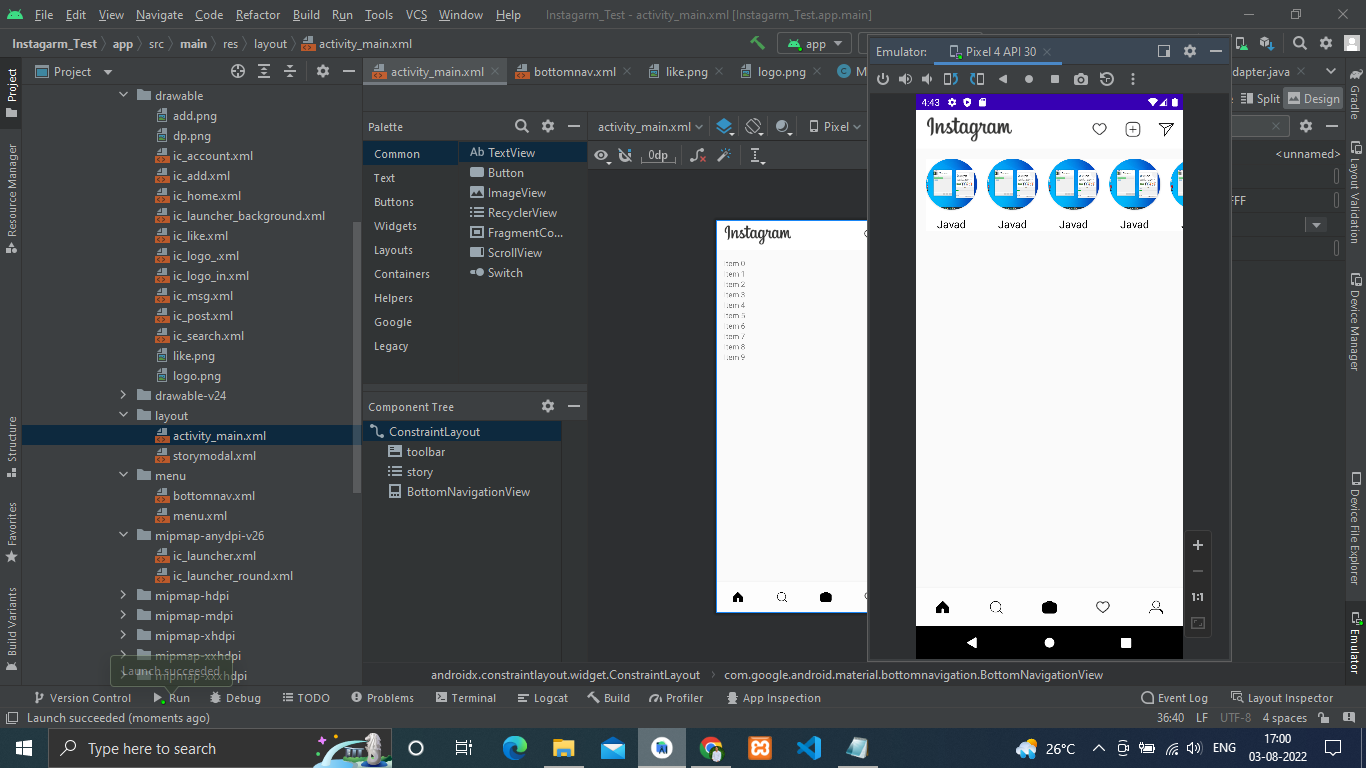 File Edit View Navigate Code Refactor Build Run Tools VCS Window Help Instagarm_Test - activity_main.xml [Instagarm_Test.app.main]
Instagarm_Test app src main res layout activity_main.xml
app
Emulator: Pixel 4 API 30
Project
activity_main.xml bottomnav.xml like.png logo.png M
dapter.java
Split Design
Project
Resource Manager
Structure
Favorites
Build Variants
drawable
add.png
dp.png
ic_account.xml
ic_add.xml
ic_home.xml
ic_launcher_background.xml
ic_like.xml
ic_logo_.xml
ic_logo_in.xml
ic_msg.xml
ic_post.xml
ic_search.xml
like.png
logo.png
drawable-v24
layout
activity_main.xml
storymodal.xml
menu
bottomnav.xml
menu.xml
mipmap-anydpi-v26
ic_launcher.xml
ic_launcher_round.xml
mipmap-hdpi
mipmap-mdpi
mipmap-xhdpi
mipmap-xxhdpi
mipmap-xxxhdpi
Launch succeeded
Palette
Common
Text
Buttons
Widgets
Layouts
Containers
Helpers
Google
Legacy
Ab TextView
Button
ImageView
RecyclerView
FragmentCo...
ScrollView
Switch
Component Tree
ConstraintLayout
toolbar
story
BottomNavigationView
activity_main.xml Pixel
0dp
Instagram
Item 0
Item 1
Item 2
Item 3
Item 4
Item 5
Item 6
Item 7
Item 8
Item 9
4:43
Instagram
Javad Javad Javad Javad
1:1
<unnamed>
FFF
Gradle
Layout Validation
Device Manager
Device File Explorer
Emulator
androidx.constraintlayout.widget.ConstraintLayout com.google.android.material.bottomnavigation.BottomNavigationView
Version Control Run Debug TODO Problems Terminal Logcat Build Profiler App Inspection Event Log Layout Inspector
Launch succeeded (moments ago) 36:40 LF UTF-8 4 spaces
Type here to search
26°C ENG 17:00
03-08-2022